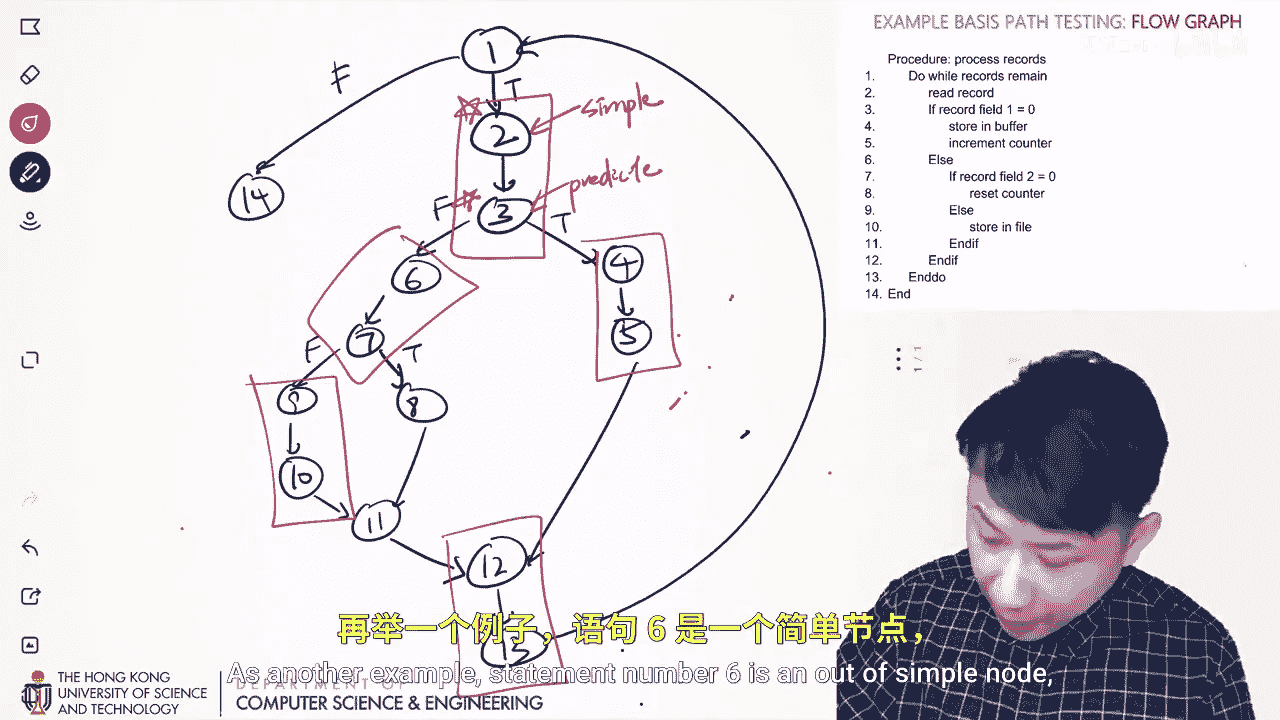 EXAMPLE BASIS PATH TESTING: FLOW GRAPH
Procedure: process records
1. Do while records remain
2. read record
3. If record field 1 = 0
4. store in buffer
5. increment counter
6. Else
7. If record field 2 = 0
8. reset counter
9. Else
10. store in file
11. Endif
12. Endif
13. Enddo
14. End
1
F
T
2
simple
14
predicte
F
3
T
6
4
7
5
F
T
9
8
10
11
12
13
1 / 1
再举一个例子，语句 6 是一个简单节点，
As another example, statement number 6 is an out of simple node,
THE HONG KONG
UNIVERSITY OF SCIENCE
AND TECHNOLOGY
DEPARTMENT OF
COMPUTER SCIENCE & ENGINEERING